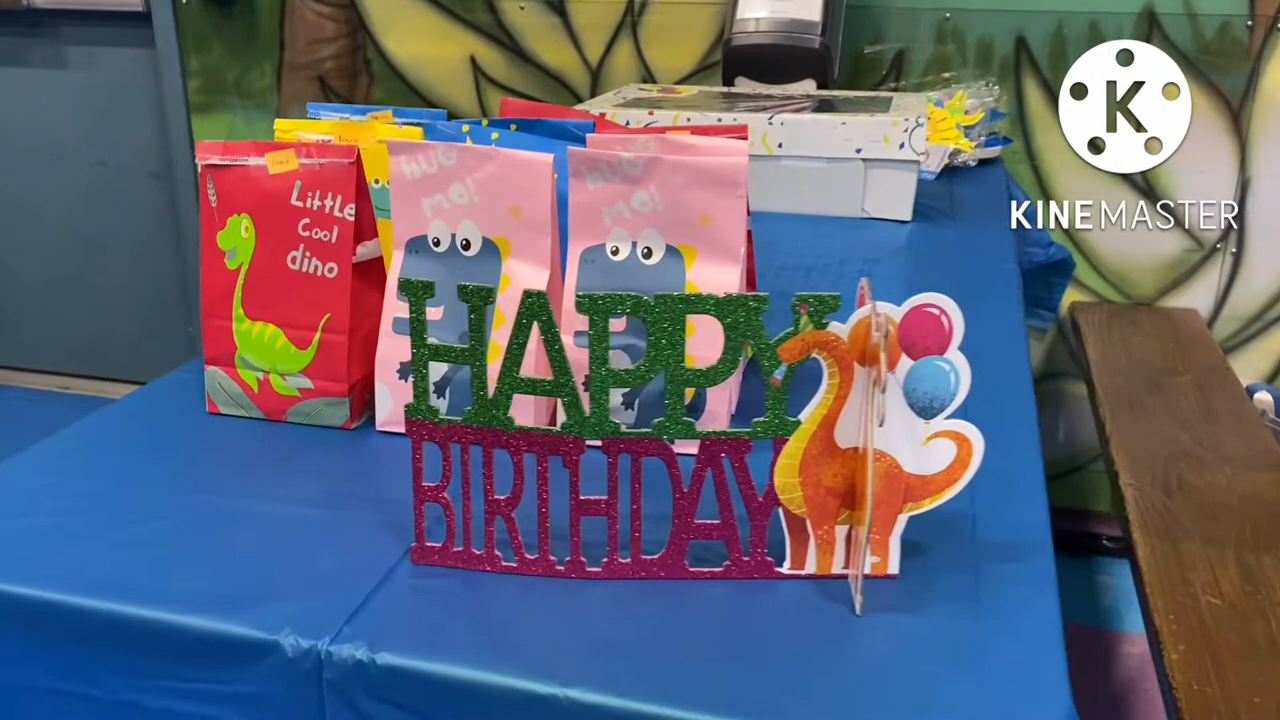 K
KINEMASTER
Little
Cool
dino
HUG
me!
HUG
me!
HAPPY
BIRTHDAY